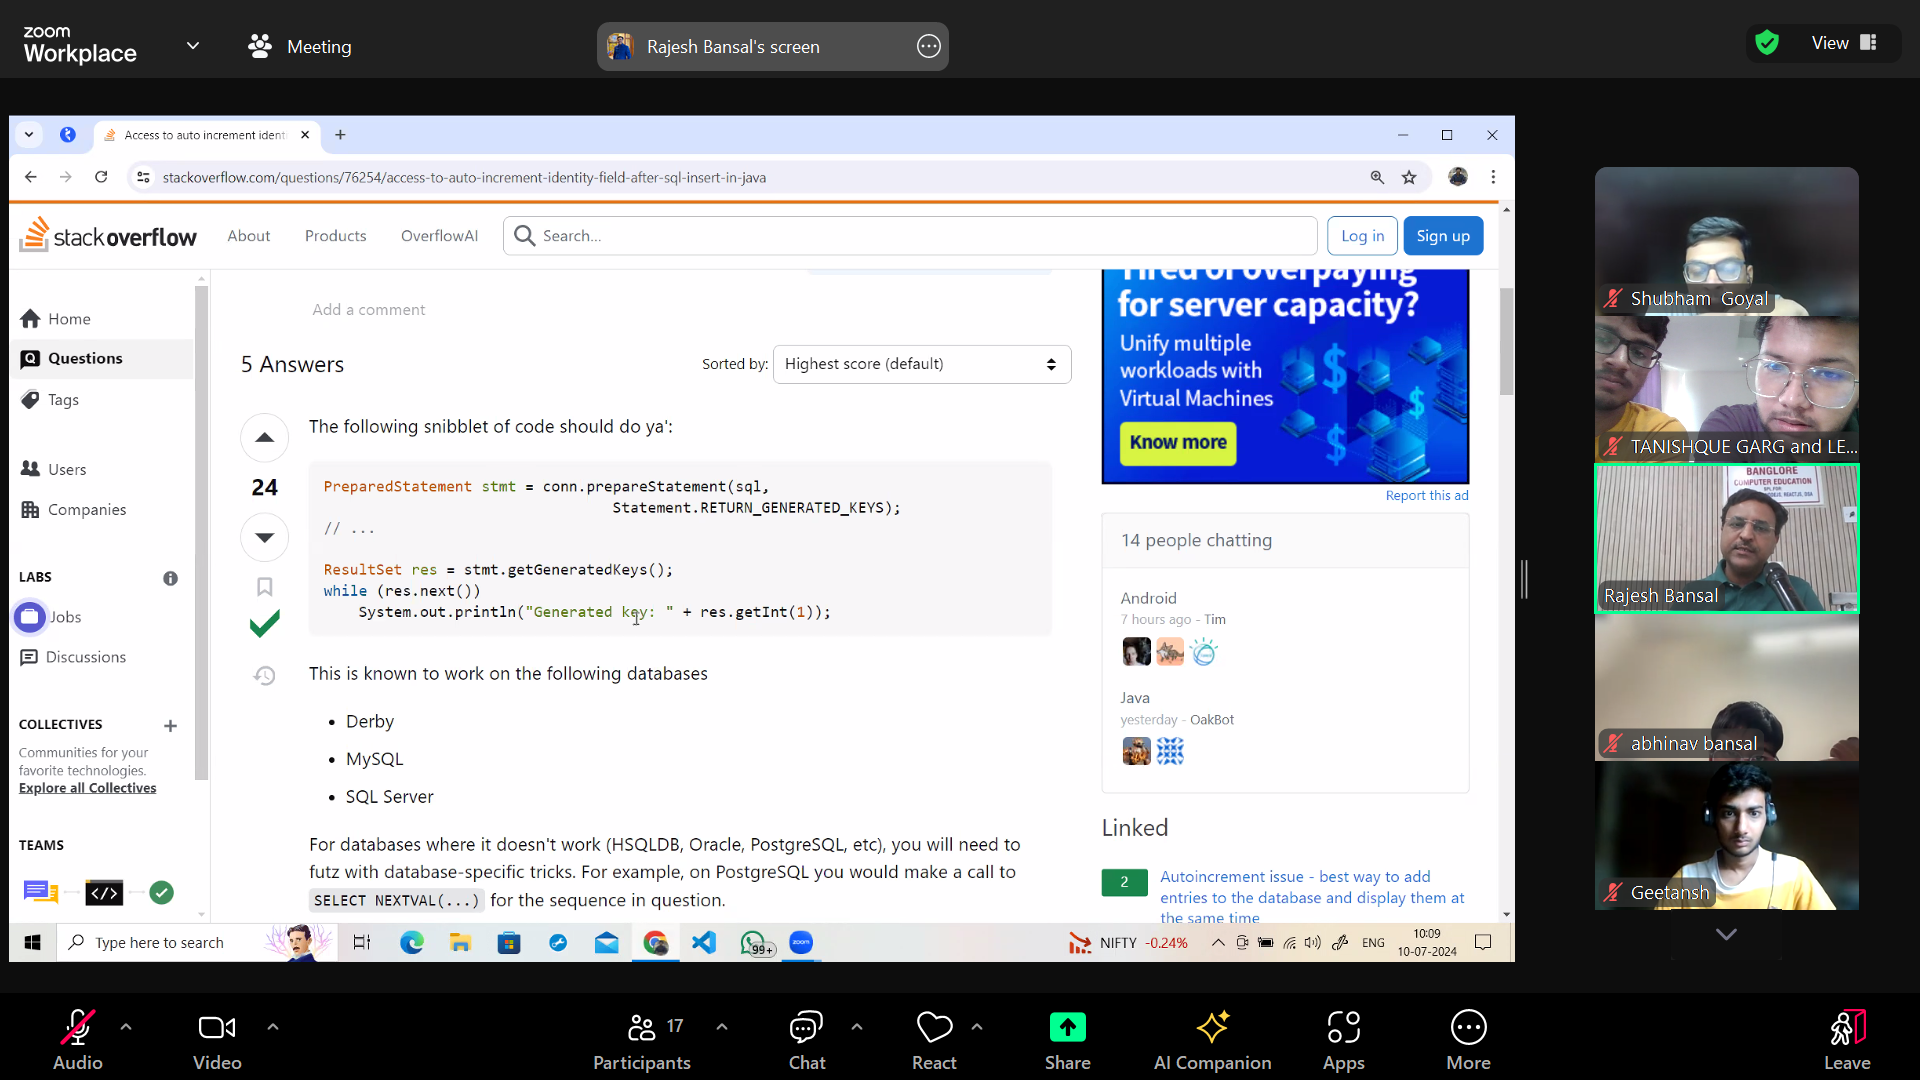 zoom
Workplace
Meeting
Rajesh Bansal's screen
View
Access to auto increment ident
stackoverflow.com/questions/76254/access-to-auto-increment-identity-field-after-sql-insert-in-java
stackoverflow
About
Products
OverflowAI
Search...
Log in
Sign up
Home
Questions
Tags
Users
Companies
LABS
Jobs
Discussions
COLLECTIVES
Communities for your
favorite technologies.
Explore all Collectives
TEAMS
Add a comment
5 Answers
Sorted by:
Highest score (default)
24
The following snibblet of code should do ya':
PreparedStatement stmt = conn.prepareStatement(sql,
Statement.RETURN_GENERATED_KEYS);
// ...
ResultSet res = stmt.getGeneratedKeys();
while (res.next())
System.out.println("Generated key: " + res.getInt(1));
This is known to work on the following databases
• Derby
• MySQL
• SQL Server
For databases where it doesn't work (HSQLDB, Oracle, PostgreSQL, etc), you will need to
futz with database-specific tricks. For example, on PostgreSQL you would make a call to
SELECT NEXTVAL(...) for the sequence in question.
Tired of overpaying
for server capacity?
Unify multiple
workloads with
Virtual Machines
Know more
Report this ad
14 people chatting
Android
7 hours ago - Tim
Java
yesterday - OakBot
Linked
2
Autoincrement issue - best way to add
entries to the database and display them at
the same time
Shubham Goyal
TANISHQUE GARG and LE...
BANGLORE
COMPUTER EDUCATION
Rajesh Bansal
abhinav bansal
Geetansh
Type here to search
99+
zoom
NIFTY -0.24%
ENG
10:09
10-07-2024
Audio
Video
17
Participants
Chat
React
Share
AI Companion
Apps
More
Leave